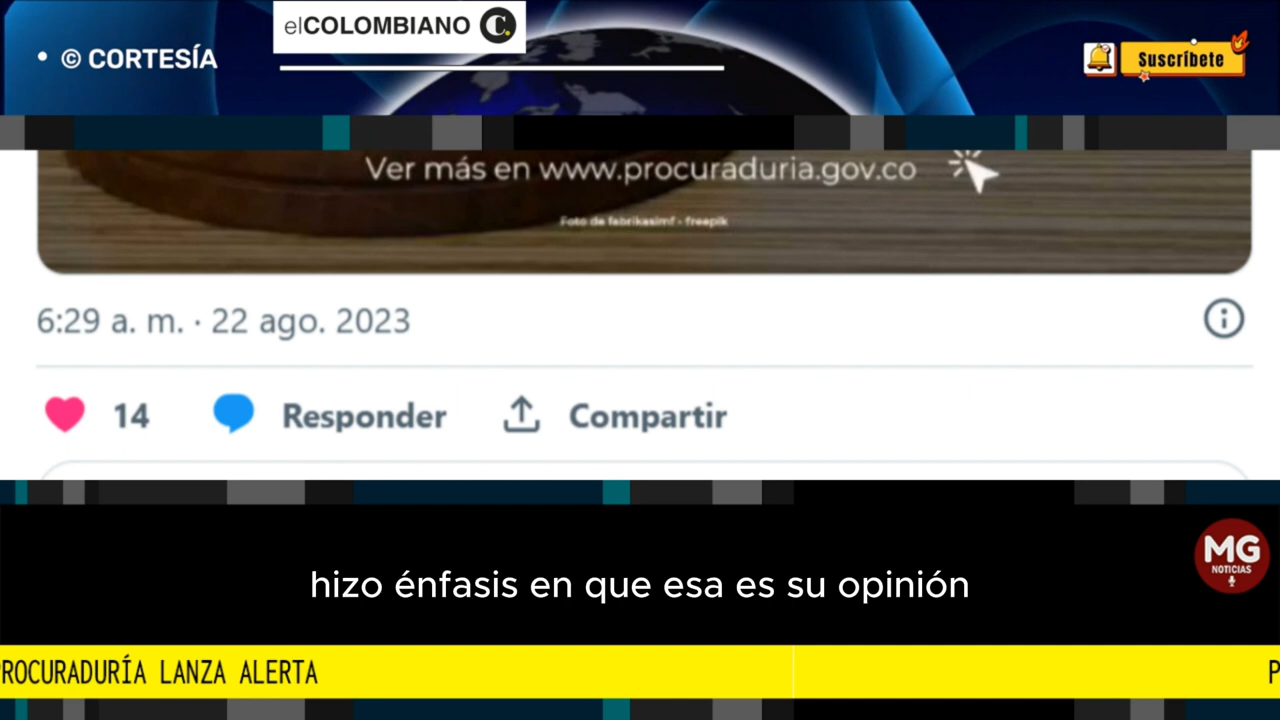 elCOLOMBIANO C.
© CORTESÍA
Suscríbete
Ver más en www.procuraduria.gov.co
Foto de fabrikasimf - freepik
6:29 a. m. · 22 ago. 2023
14 Responder Compartir
MG
NOTICIAS
hizo énfasis en que esa es su opinión
PROCURADURÍA LANZA ALERTA P